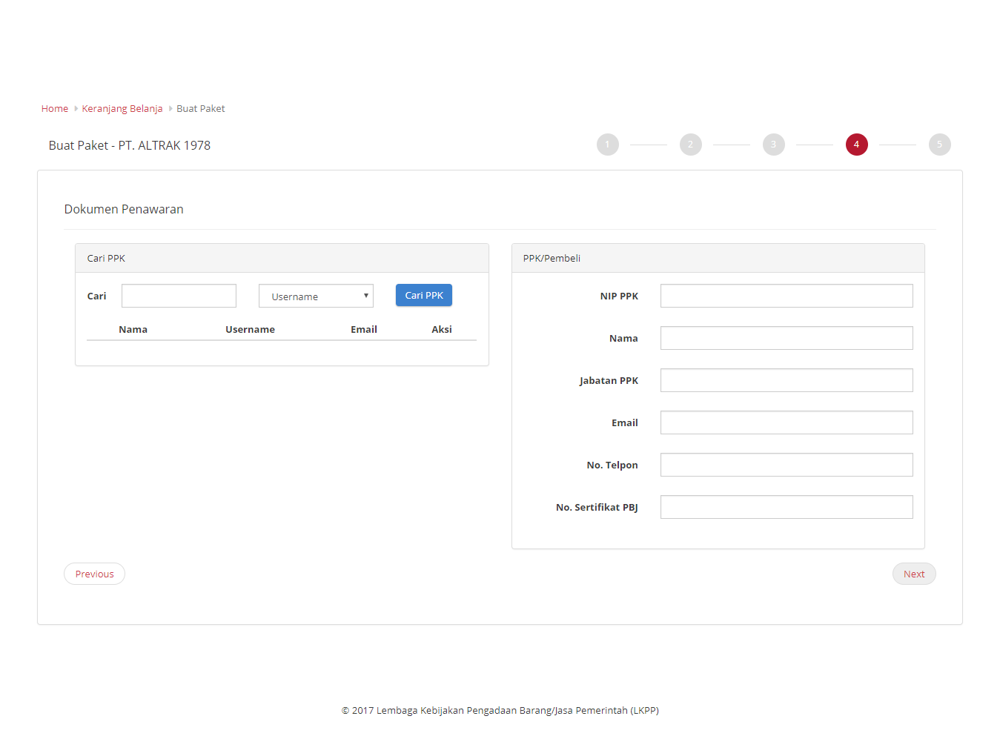 Home Keranjang Belanja Buat Paket
Buat Paket - PT. ALTRAK 1978
1 2 3 4 5
Dokumen Penawaran
Cari PPK
Cari Username Cari PPK
Nama Username Email Aksi
PPK/Pembeli
NIP PPK
Nama
Jabatan PPK
Email
No. Telpon
No. Sertifikat PBJ
Previous
Next
© 2017 Lembaga Kebijakan Pengadaan Barang/Jasa Pemerintah (LKPP)